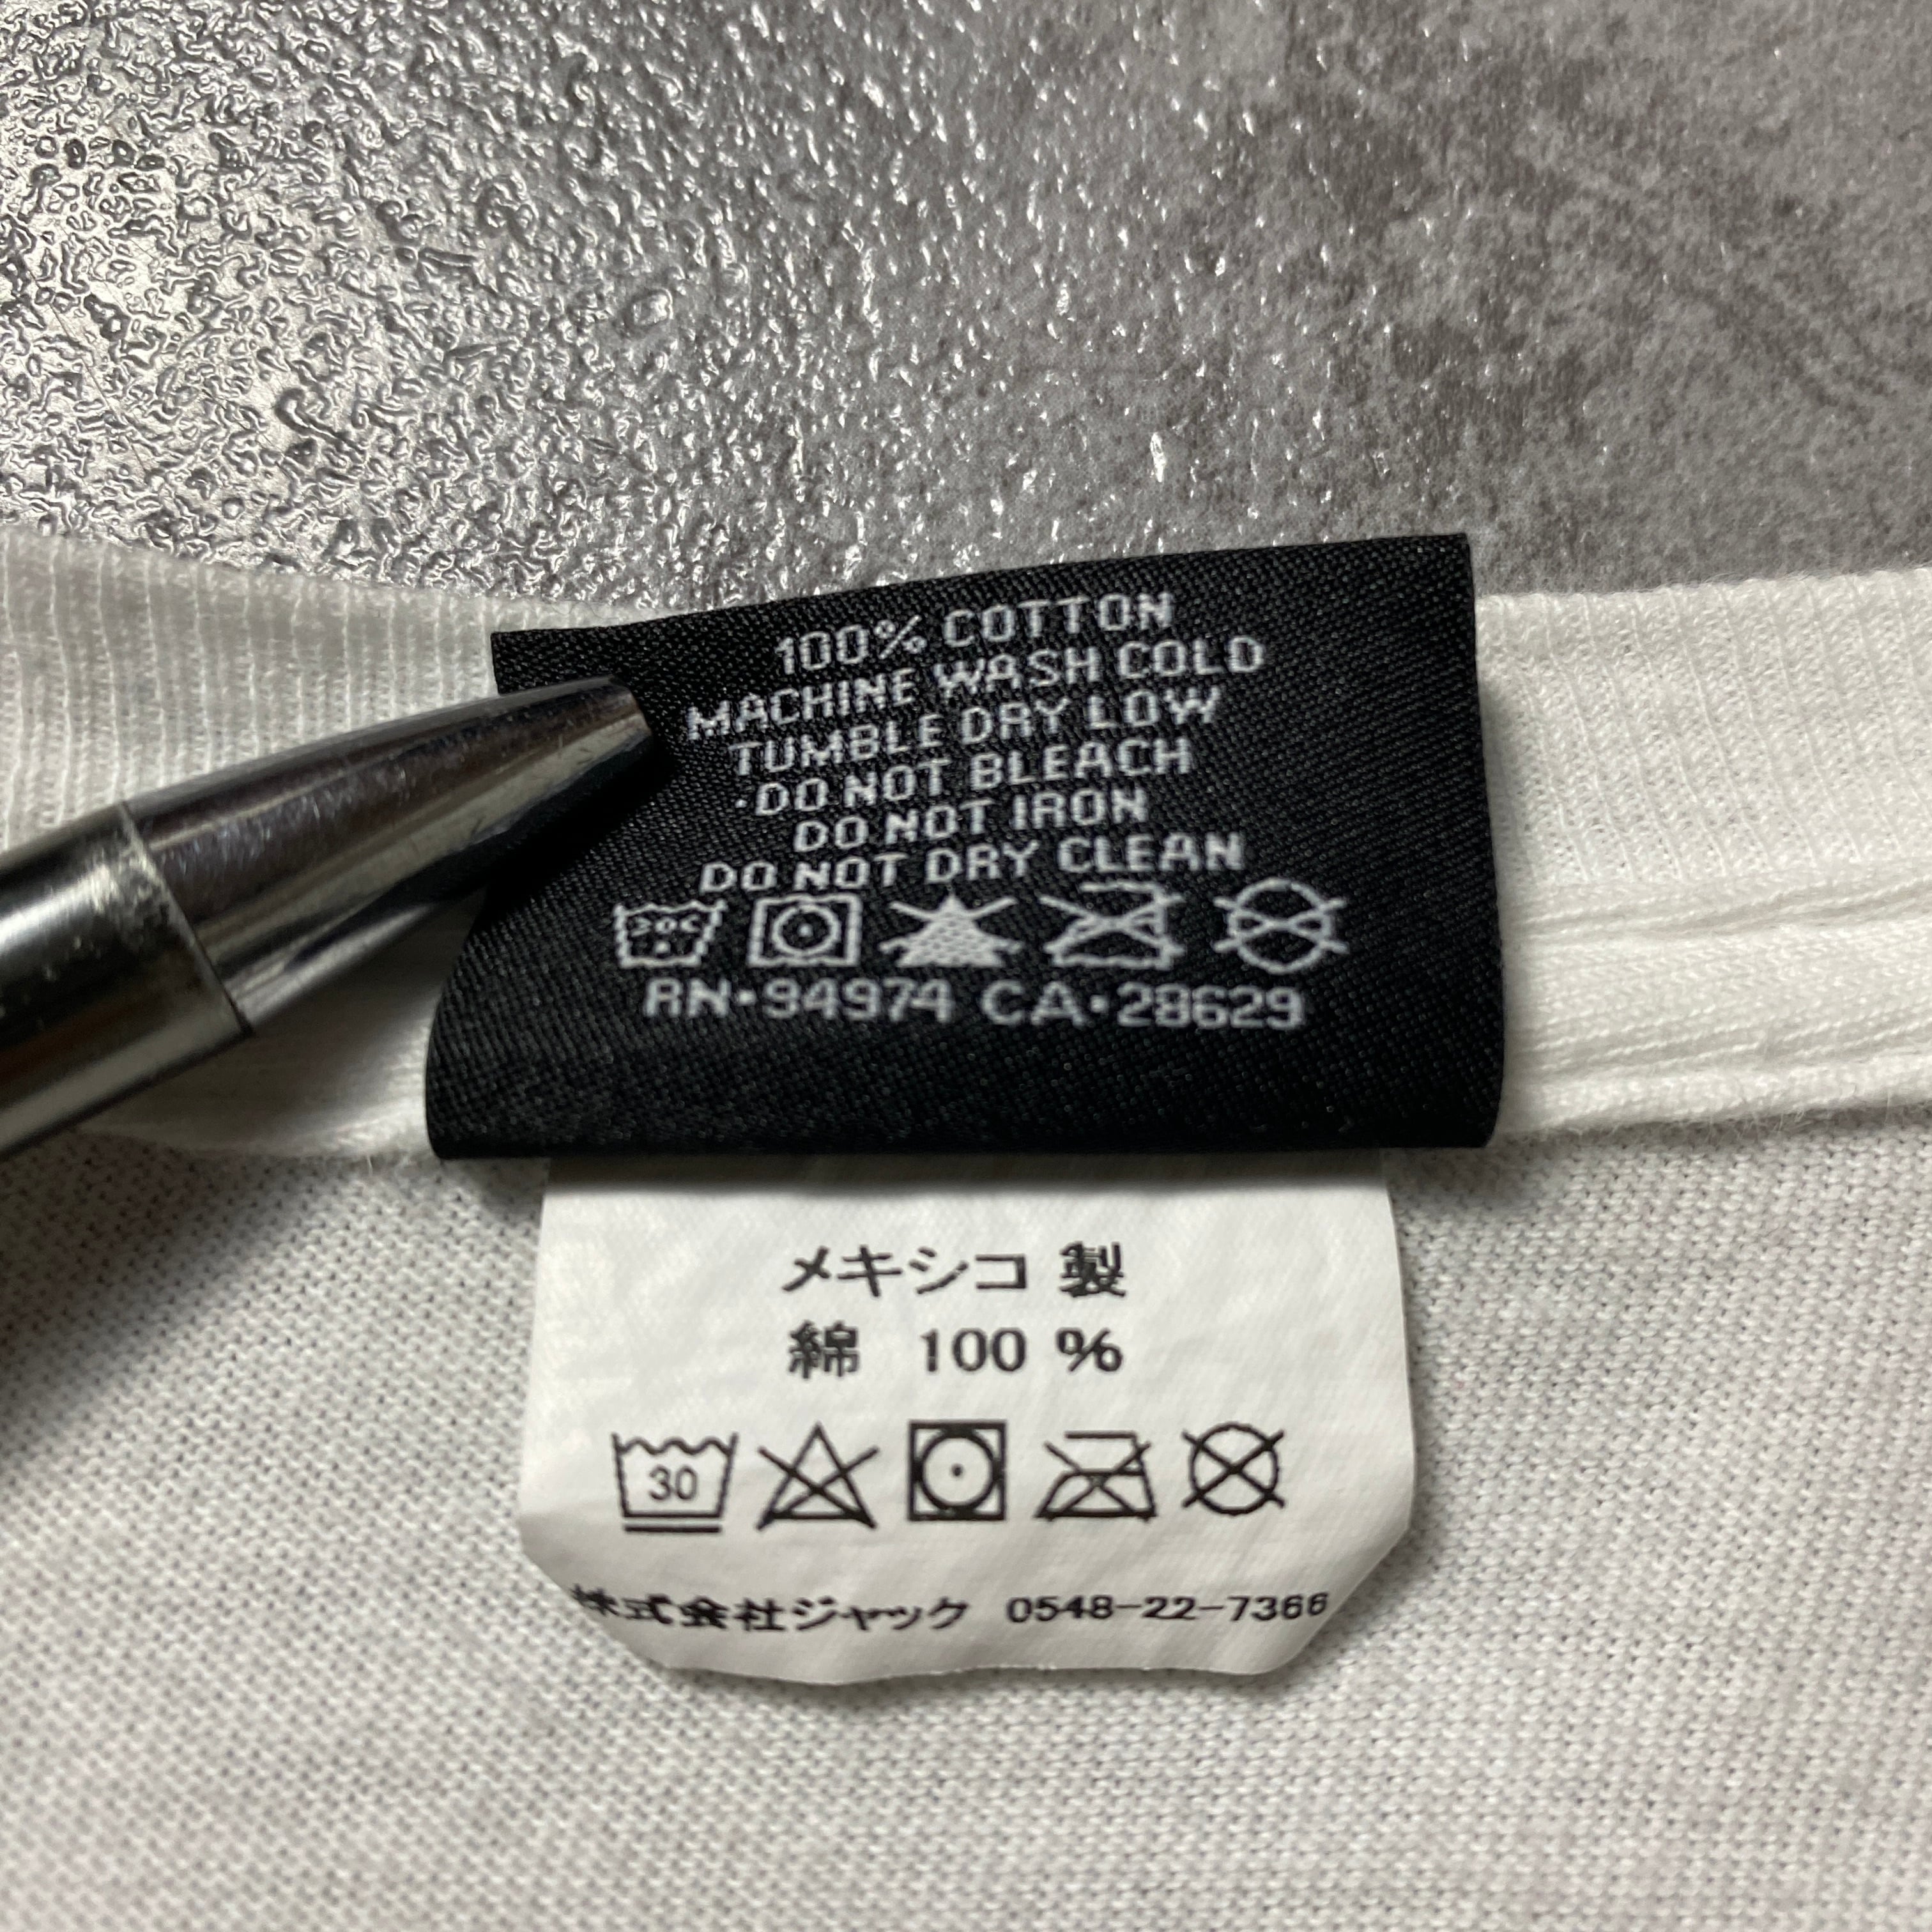 100% COTTON
MACHINE WASH COLD
TUMBLE DRY LOW
·DO NOT BLEACH
DO NOT IRON
DO NOT DRY CLEAN
30C
RN·94974 CA·28629
メキシコ 製
綿 100 %
30
株式会社ジャック 0548-22-7366